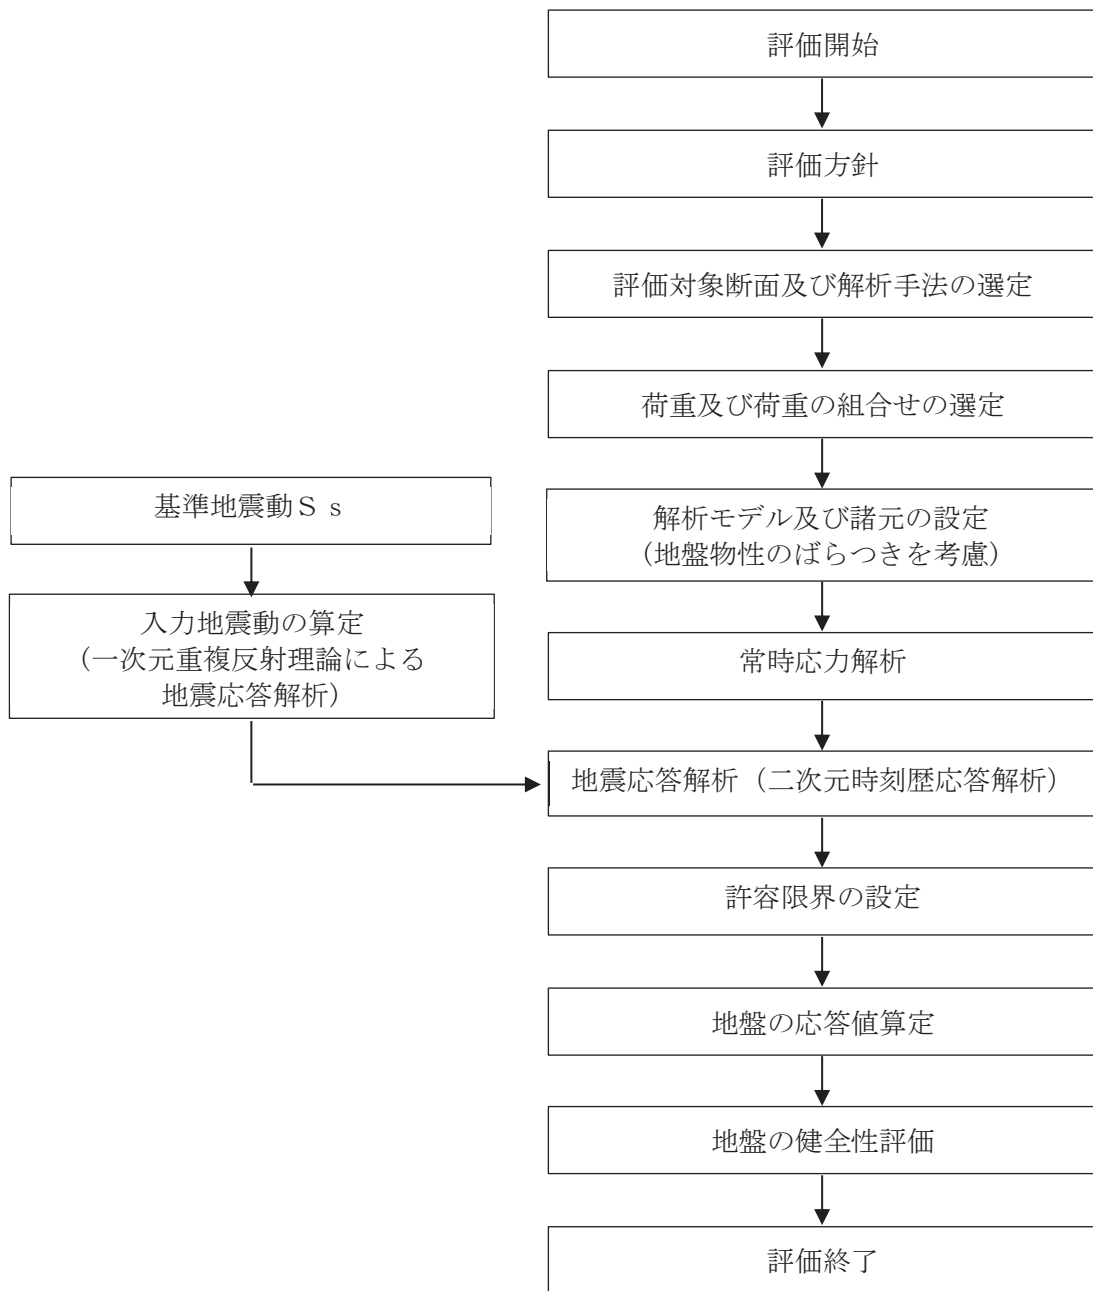 評価開始
評価方針
評価対象断面及び解析手法の選定
荷重及び荷重の組合せの選定
基準地震動Ｓｓ
解析モデル及び諸元の設定
（地盤物性のばらつきを考慮）
入力地震動の算定
（一次元重複反射理論による
地震応答解析）
常時応力解析
地震応答解析（二次元時刻歴応答解析）
許容限界の設定
地盤の応答値算定
地盤の健全性評価
評価終了